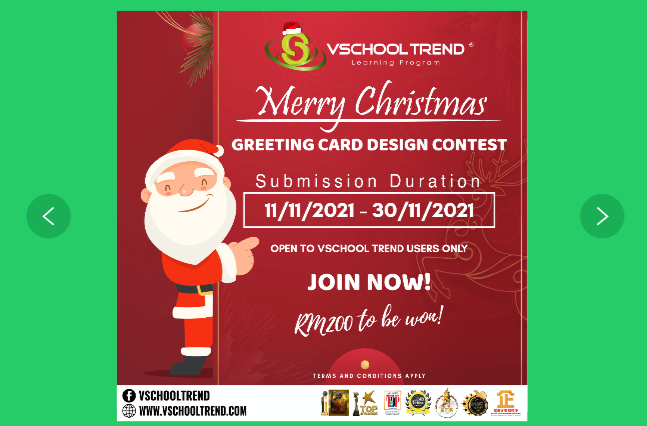 VSCHOOL TREND ®
Learning Program
Merry Christmas
GREETING CARD DESIGN CONTEST
Submission Duration
11/11/2021 - 30/11/2021
OPEN TO VSCHOOL TREND USERS ONLY
JOIN NOW!
RM200 to be won!
TERMS AND CONDITIONS APPLY
VSCHOOLTREND
WWW.VSCHOOLTREND.COM
TOP